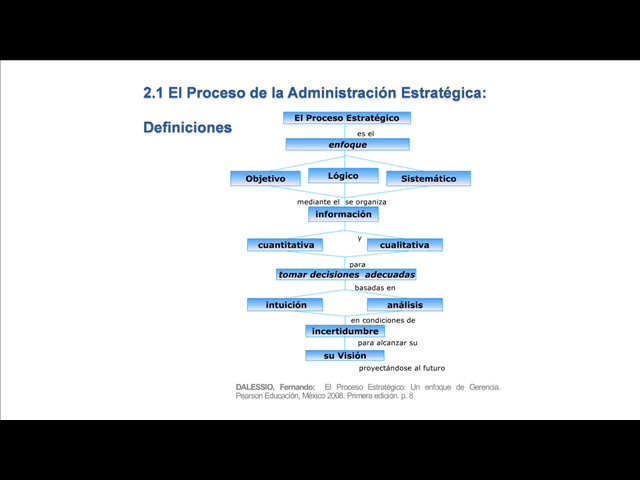 2.1 El Proceso de la Administración Estratégica:
Definiciones
El Proceso Estratégico
es el
enfoque
Objetivo
Lógico
Sistemático
mediante el se organiza
información
cuantitativa
y
cualitativa
para
tomar decisiones adecuadas
basadas en
intuición
análisis
en condiciones de
incertidumbre
para alcanzar su
su Visión
proyectándose al futuro
DALESSIO, Fernando: El Proceso Estratégico: Un enfoque de Gerencia.
Pearson Educación, México 2008. Primera edición. p. 8